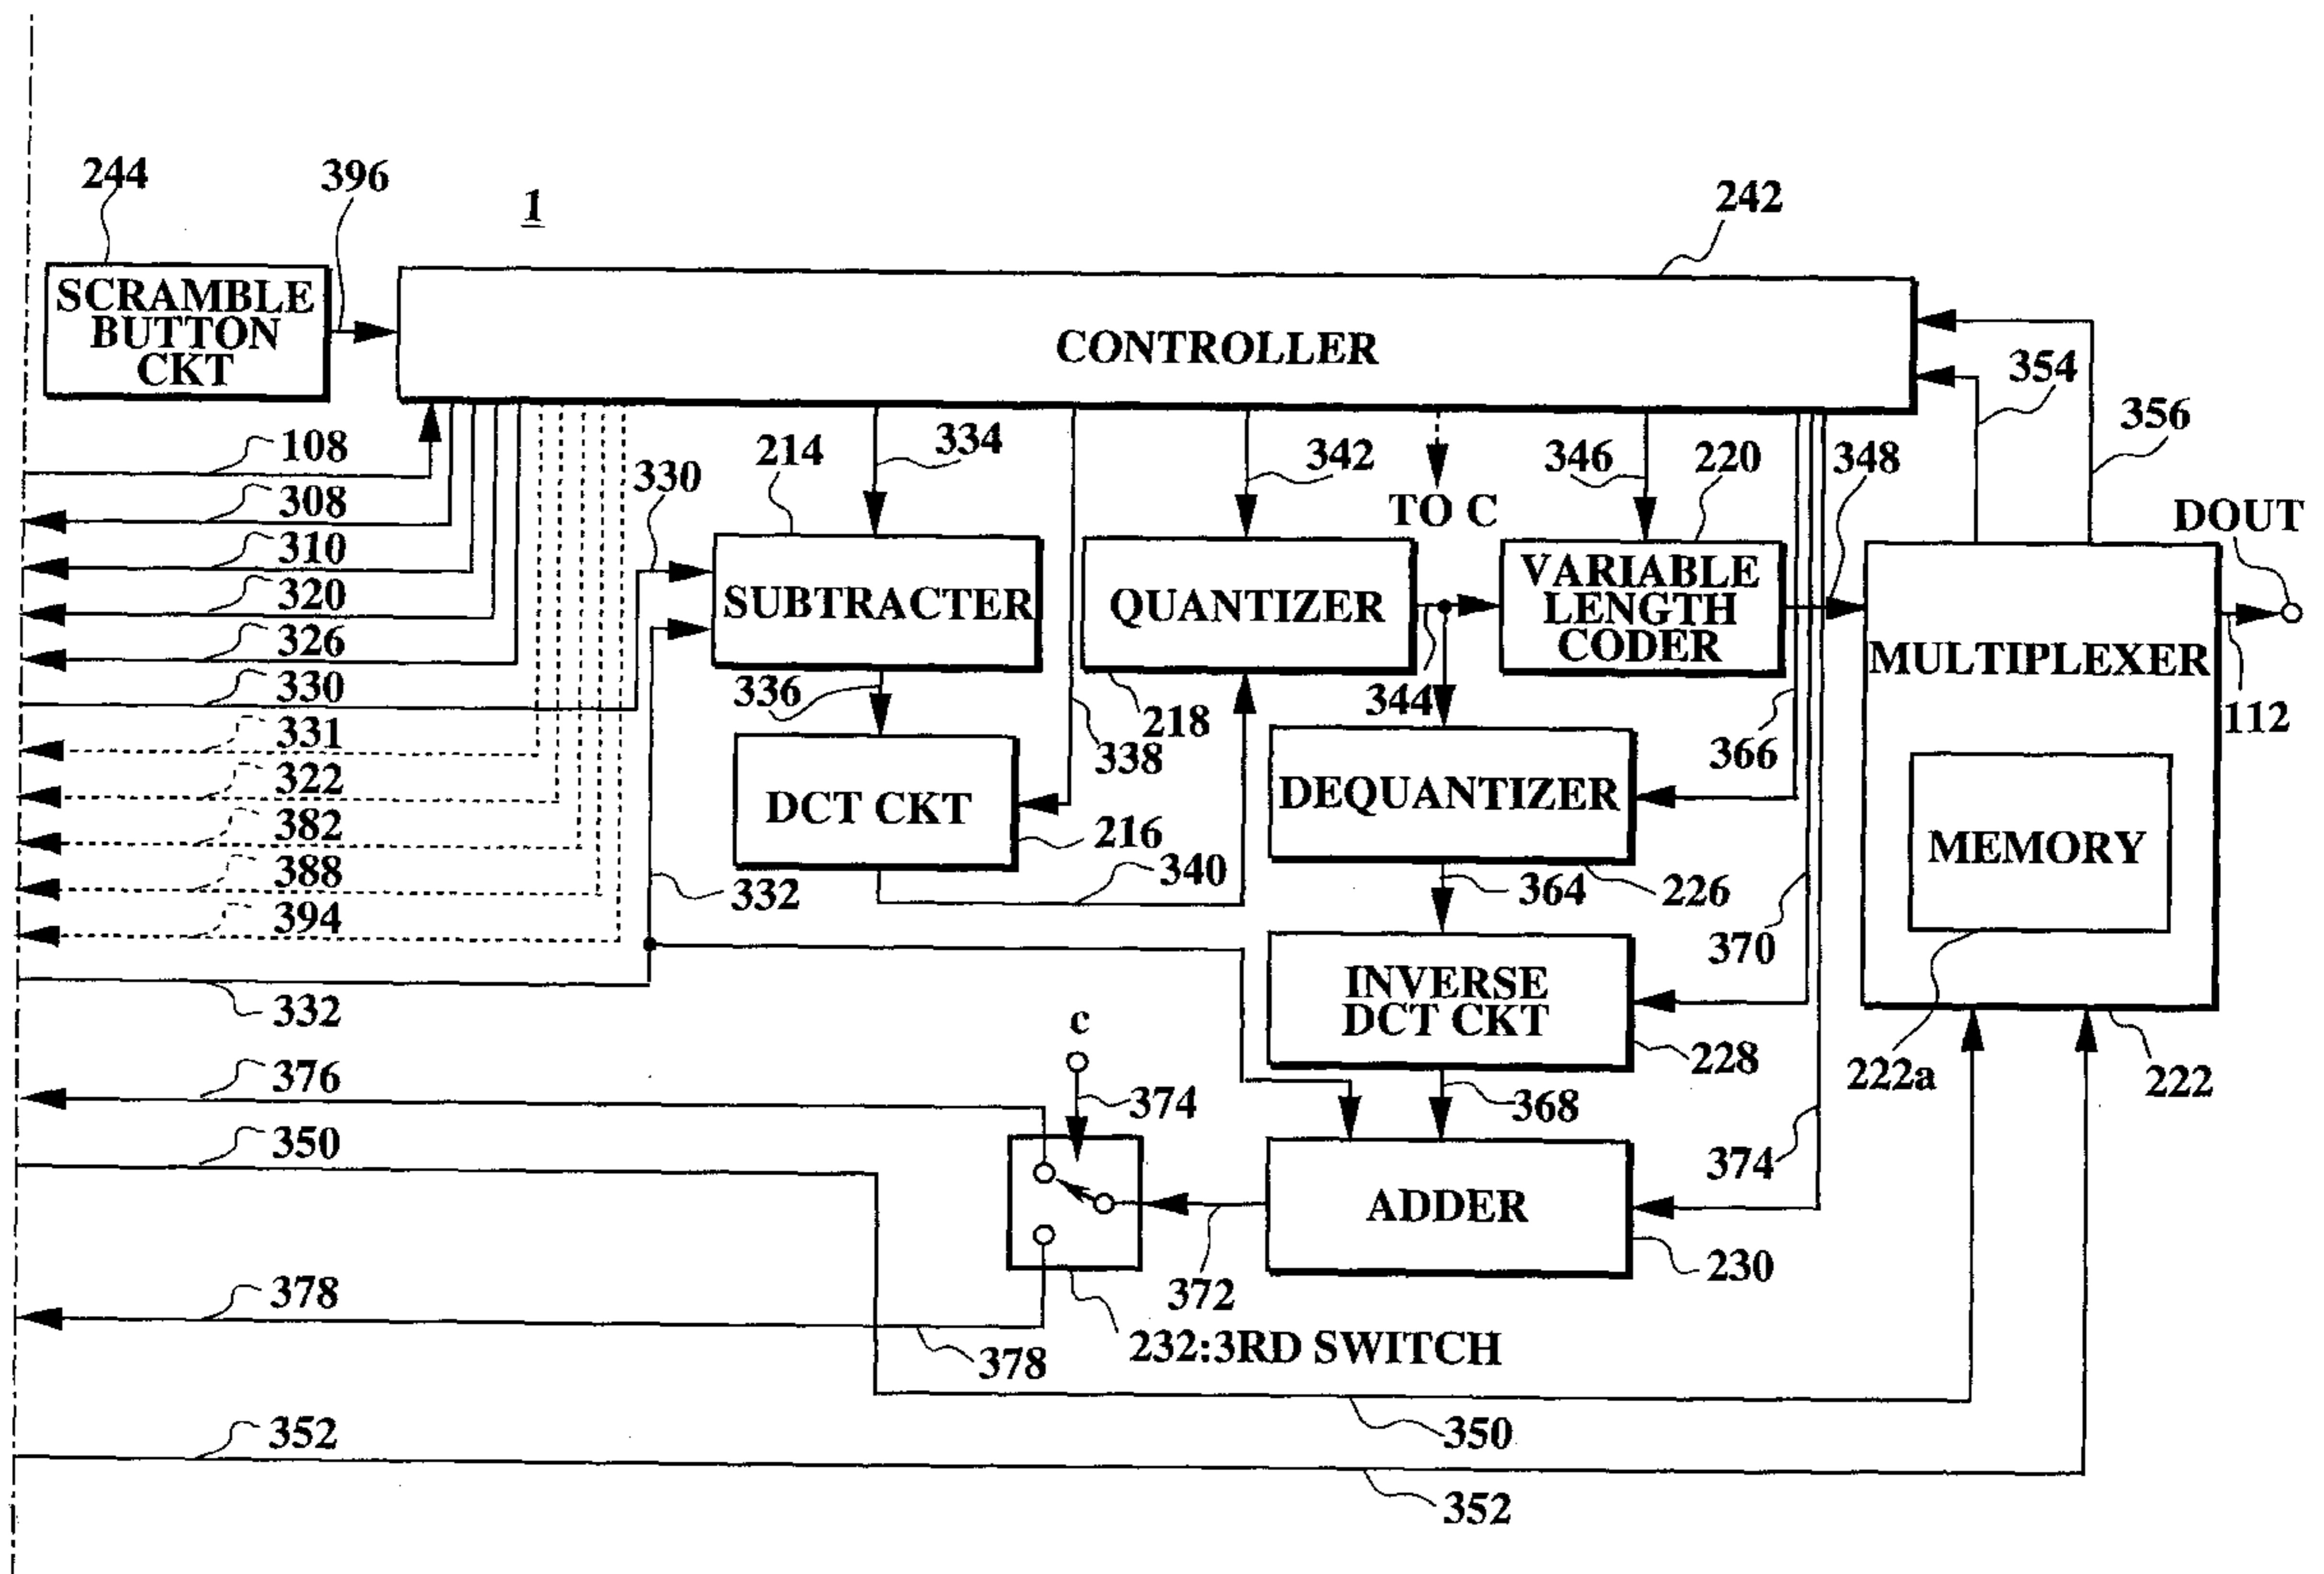 244
396
1
242
SCRAMBLE
BUTTON
CKT
CONTROLLER
354
356
108
334
214
330
342
346
220
348
TO C
DOUT
308
310
320
326
330
331
322
382
388
394
332
332
SUBTRACTER
QUANTIZER
VARIABLE
LENGTH
CODER
MULTIPLEXER
336
344
218
338
366
112
DCT CKT
DEQUANTIZER
MEMORY
216
340
364
226
370
INVERSE
DCT CKT
c
376
374
368
228
222a
222
350
374
ADDER
372
230
378
378
232:3RD SWITCH
350
352
352